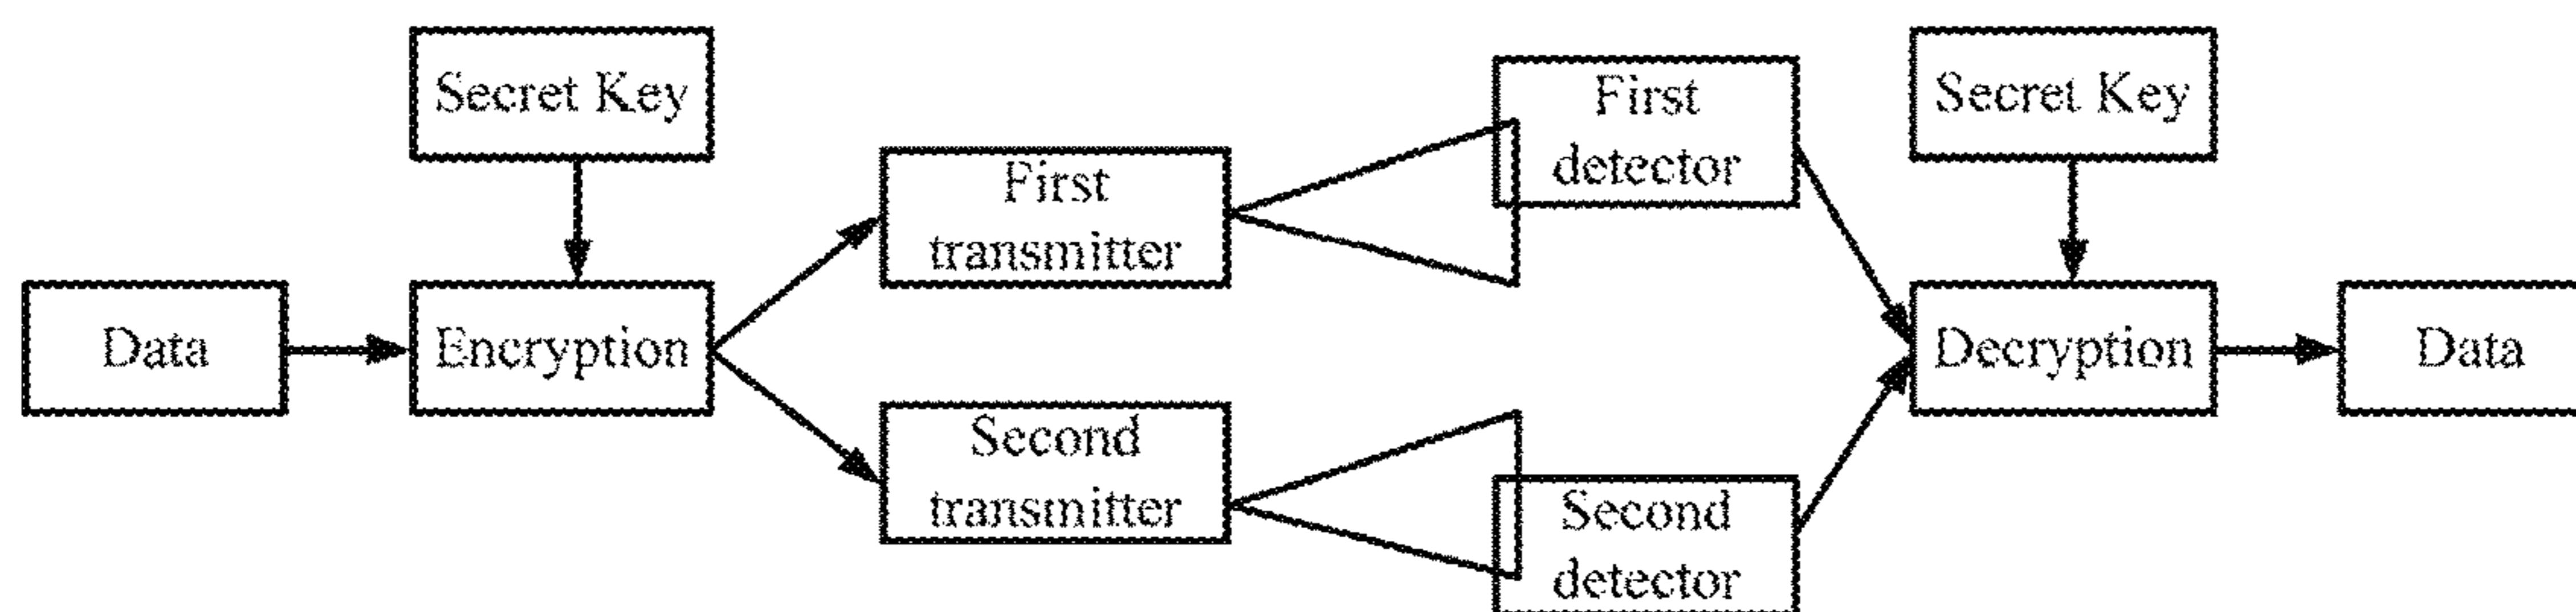 Secret Key
First
detector
Secret Key
First
transmitter
Data
Encryption
Decryption
Data
Second
transmitter
Second
detector